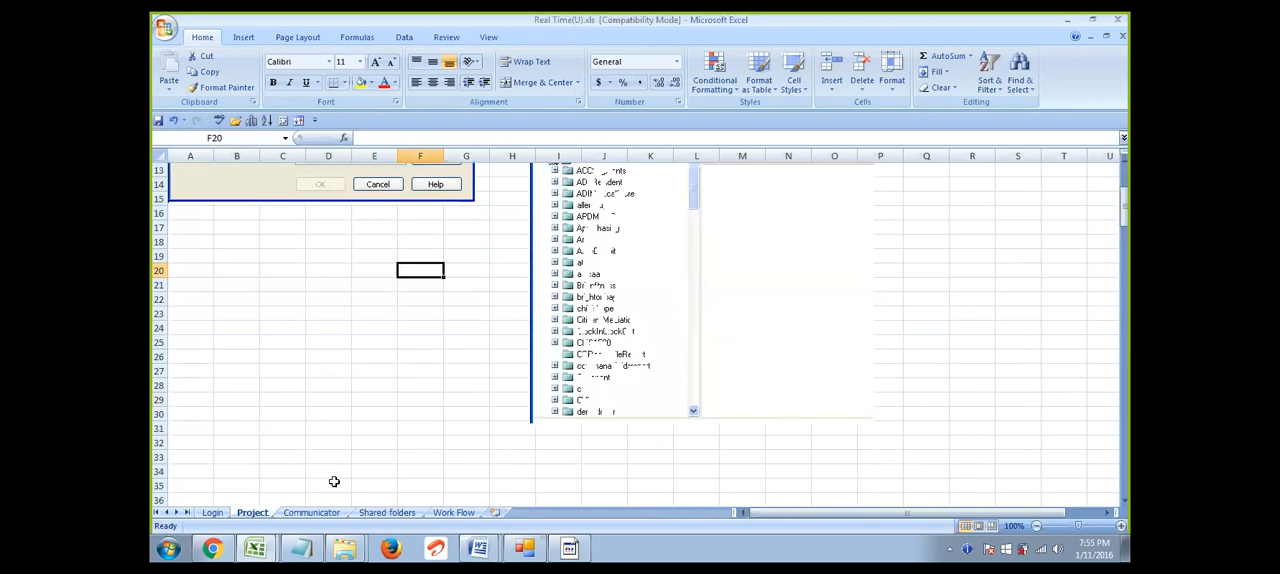 Real Time(U).xls [Compatibility Mode] - Microsoft Excel
Home Insert Page Layout Formulas Data Review View
Cut
Copy
Format Painter
Paste
Clipboard
Calibri 11
B I U
Font
Wrap Text
Merge & Center
Alignment
General
$ % ,
Number
Conditional Formatting
Format as Table
Cell Styles
Styles
Insert Delete Format
Cells
AutoSum
Fill
Clear
Sort & Filter
Find & Select
Editing
F20 fx
A B C D E F G H I J K L M N O P Q R S T U
13
14 OK Cancel Help
15
16
17
18
19
20
21
22
23
24
25
26
27
28
29
30
31
32
33
34
35
36
Login Project Communicator Shared folders Work Flow
Ready 100%
7:55 PM
1/11/2016